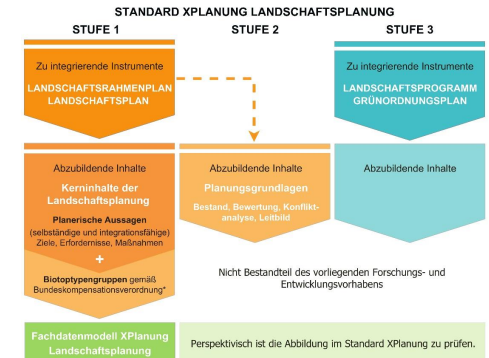 STANDARD XPLANUNG LANDSCHAFTSPLANUNG
STUFE 1
STUFE 2
STUFE 3
Zu integrierende Instrumente
LANDSCHAFTSRAHMENPLAN
LANDSCHAFTSPLAN
Zu integrierende Instrumente
LANDSCHAFTSPROGRAMM
GRÜNORDNUNGSPLAN
Abzubildende Inhalte
Kerninhalte der
Landschaftsplanung
Planerische Aussagen
(selbständige und integrationsfähige)
Ziele, Erfordernisse, Maßnahmen
+
Biotoptypengruppen gemäß
Bundeskompensationsverordnung*
Abzubildende Inhalte
Planungsgrundlagen
Bestand, Bewertung, Konflikt-
analyse, Leitbild
Abzubildende Inhalte
Nicht Bestandteil des vorliegenden Forschungs- und
Entwicklungsvorhabens
Fachdatenmodell XPlanung
Landschaftsplanung
Perspektivisch ist die Abbildung im Standard XPlanung zu prüfen.